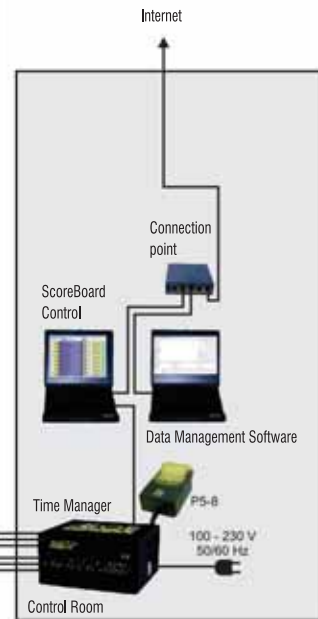 Internet
Connection
point
ScoreBoard
Control
Data Management Software
Time Manager
P5-8
100 - 230 V
50/60 Hz
Control Room